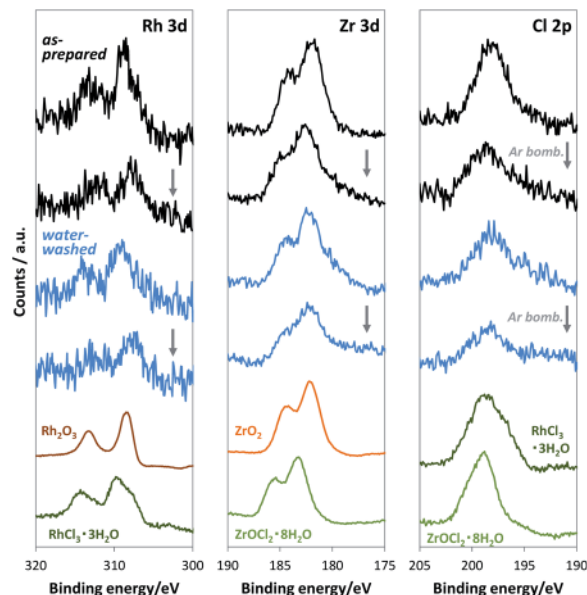 Rh 3d
Zr 3d
Cl 2p
as-
prepared
Ar bomb.
water-
washed
Ar bomb.
Counts / a.u.
Rh₂O₃
RhCl₃・3H₂O
ZrO₂
ZrOCl₂・8H₂O
RhCl₃
・3H₂O
ZrOCl₂・8H₂O
320 315 310 305 300
190 185 180 175
205 200 195 190
Binding energy/eV
Binding energy/eV
Binding energy/eV